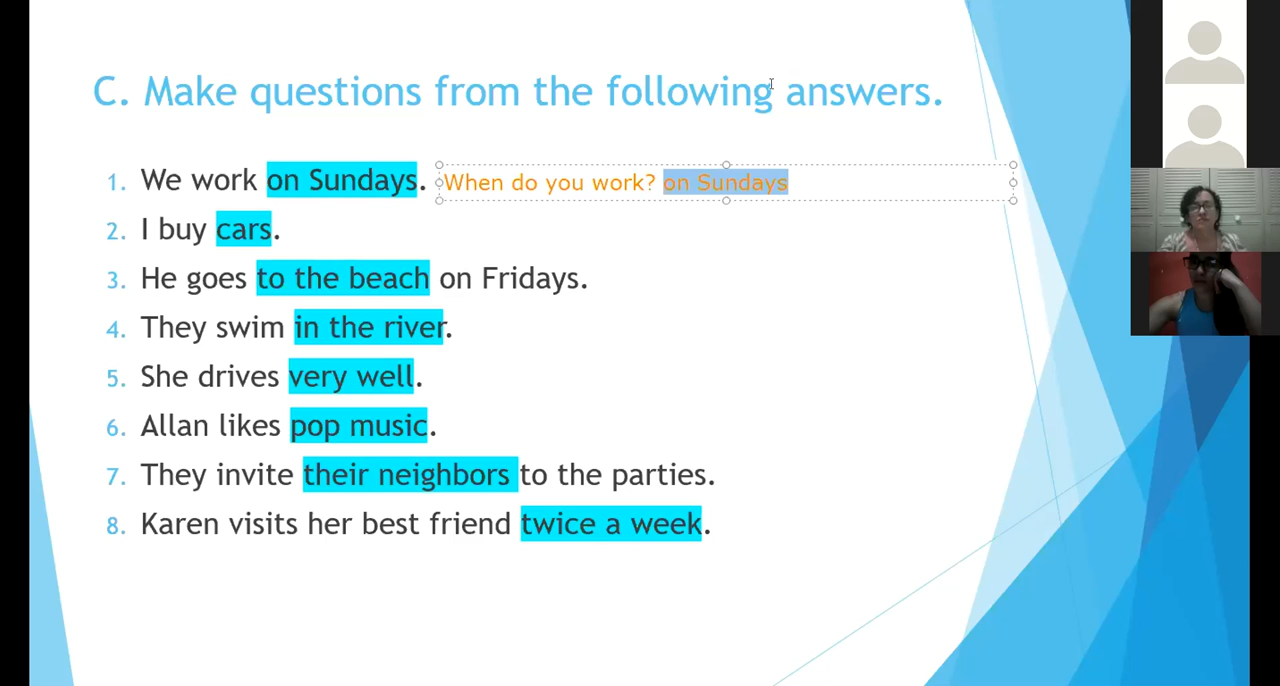 C. Make questions from the following answers.
1. We work on Sundays. When do you work? on Sundays
2. I buy cars.
3. He goes to the beach on Fridays.
4. They swim in the river.
5. She drives very well.
6. Allan likes pop music.
7. They invite their neighbors to the parties.
8. Karen visits her best friend twice a week.